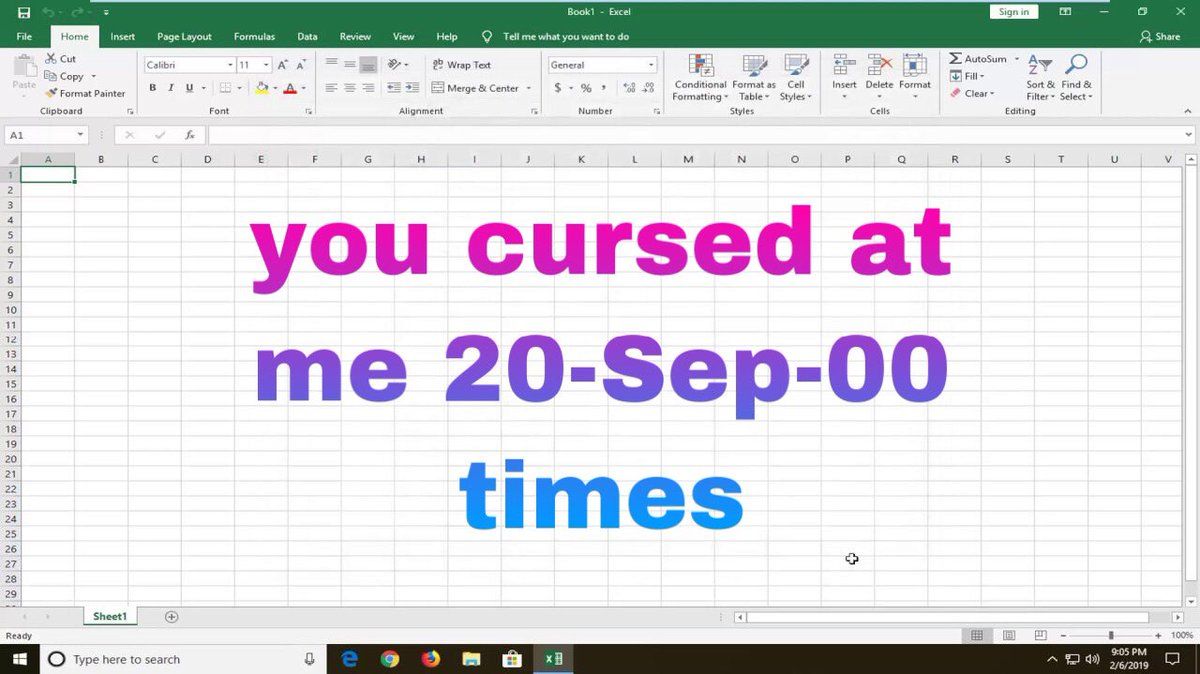 Book1 - Excel
Sign in
File Home Insert Page Layout Formulas Data Review View Help Tell me what you want to do Share
Paste
Cut
Copy
Format Painter
Clipboard
Calibri 11
B I U
Font
Wrap Text
Merge & Center
Alignment
General
$ % ,
Number
Conditional Formatting
Format as Table
Cell Styles
Styles
Insert Delete Format
Cells
AutoSum
Fill
Clear
Sort & Filter
Find & Select
Editing
A1
fx
A B C D E F G H I J K L M N O P Q R S T U V
1
2
3
4
5
6
7
8
9
10
11
12
13
14
15
16
17
18
19
20
21
22
23
24
25
26
27
28
29
you cursed at
me 20-Sep-00
times
Sheet1
Ready
100%
Type here to search
9:05 PM
2/6/2019